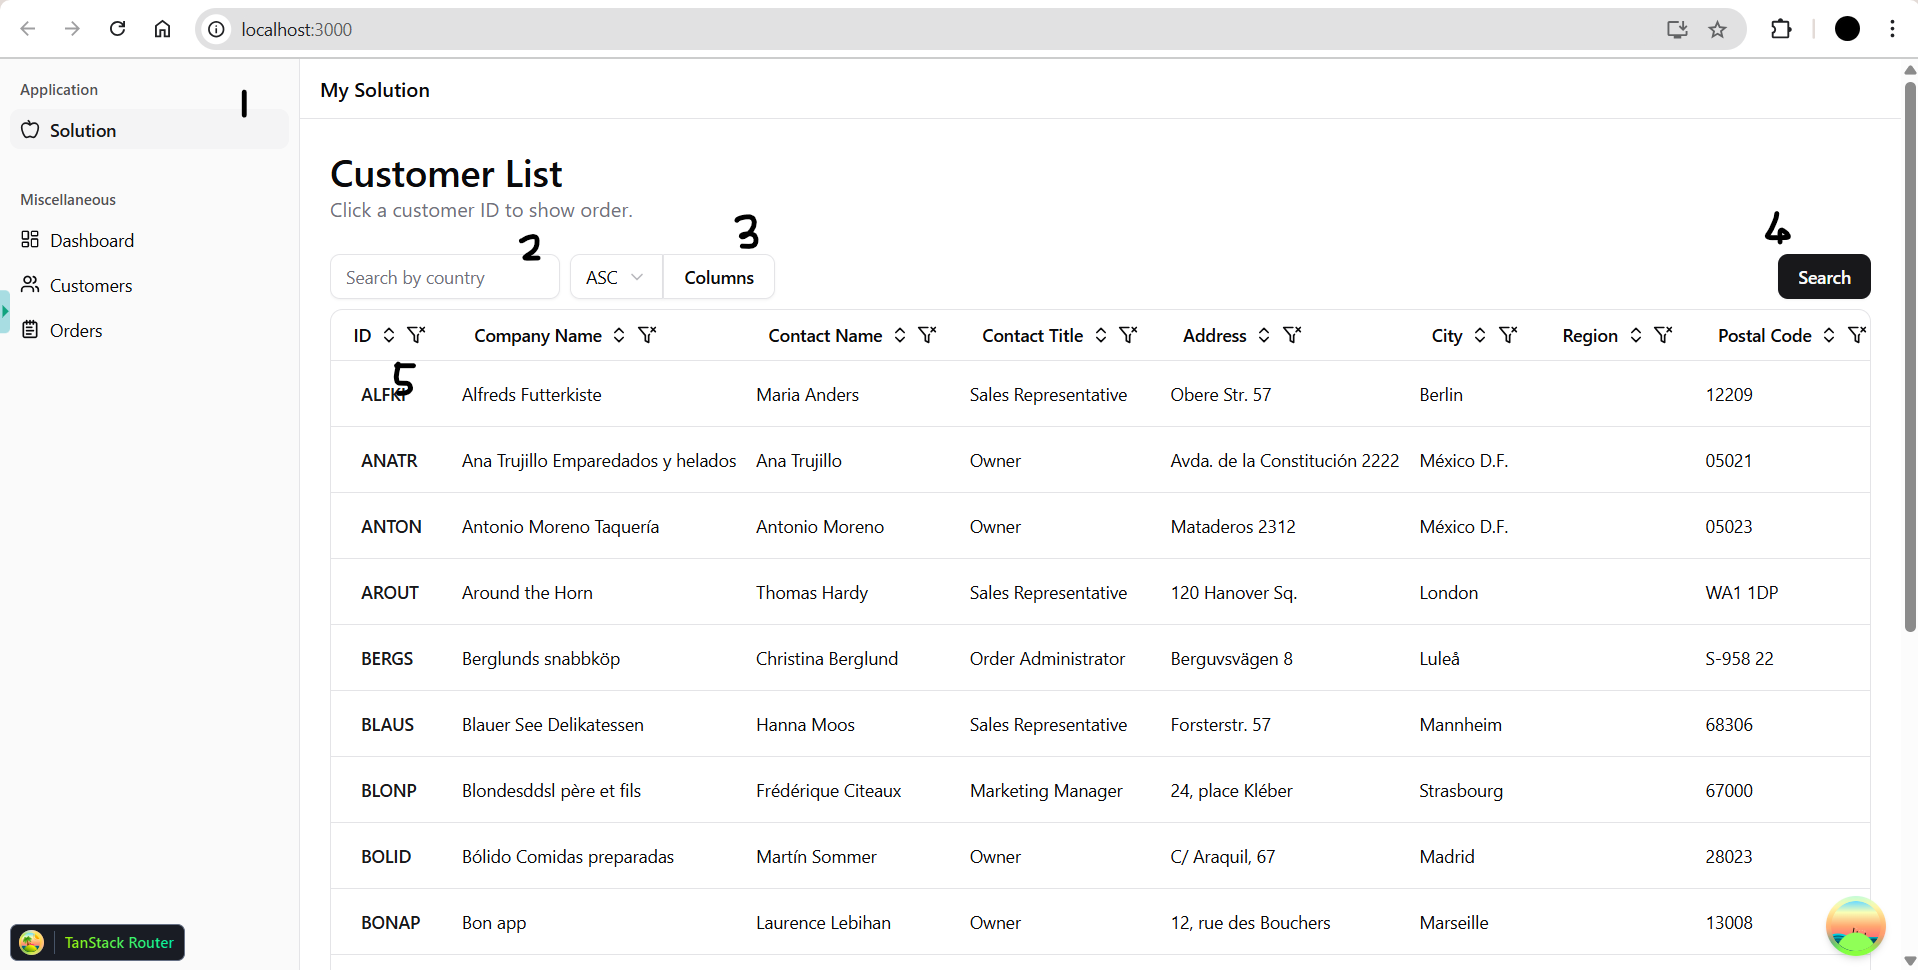 localhost:3000
Application
1
Solution
Miscellaneous
Dashboard
Customers
Orders
My Solution
Customer List
Click a customer ID to show order.
2
3
4
Search by country
ASC
Columns
Search
ID Company Name Contact Name Contact Title Address City Region Postal Code
5
ALFKI Alfreds Futterkiste Maria Anders Sales Representative Obere Str. 57 Berlin 12209
ANATR Ana Trujillo Emparedados y helados Ana Trujillo Owner Avda. de la Constitución 2222 México D.F. 05021
ANTON Antonio Moreno Taquería Antonio Moreno Owner Mataderos 2312 México D.F. 05023
AROUT Around the Horn Thomas Hardy Sales Representative 120 Hanover Sq. London WA1 1DP
BERGS Berglunds snabbköp Christina Berglund Order Administrator Berguvsvägen 8 Luleå S-958 22
BLAUS Blauer See Delikatessen Hanna Moos Sales Representative Forsterstr. 57 Mannheim 68306
BLONP Blondesddsl père et fils Frédérique Citeaux Marketing Manager 24, place Kléber Strasbourg 67000
BOLID Bólido Comidas preparadas Martín Sommer Owner C/ Araquil, 67 Madrid 28023
BONAP Bon app Laurence Lebihan Owner 12, rue des Bouchers Marseille 13008
TanStack Router